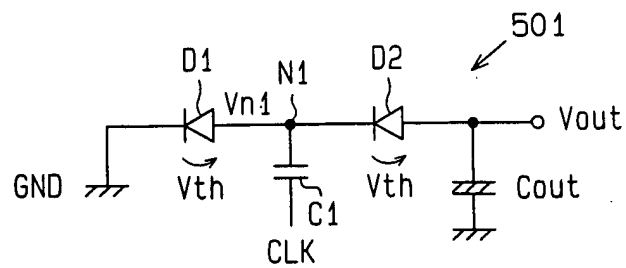 501
D1
N1
D2
Vn1
Vout
GND
Vth
C1
Vth
Cout
CLK